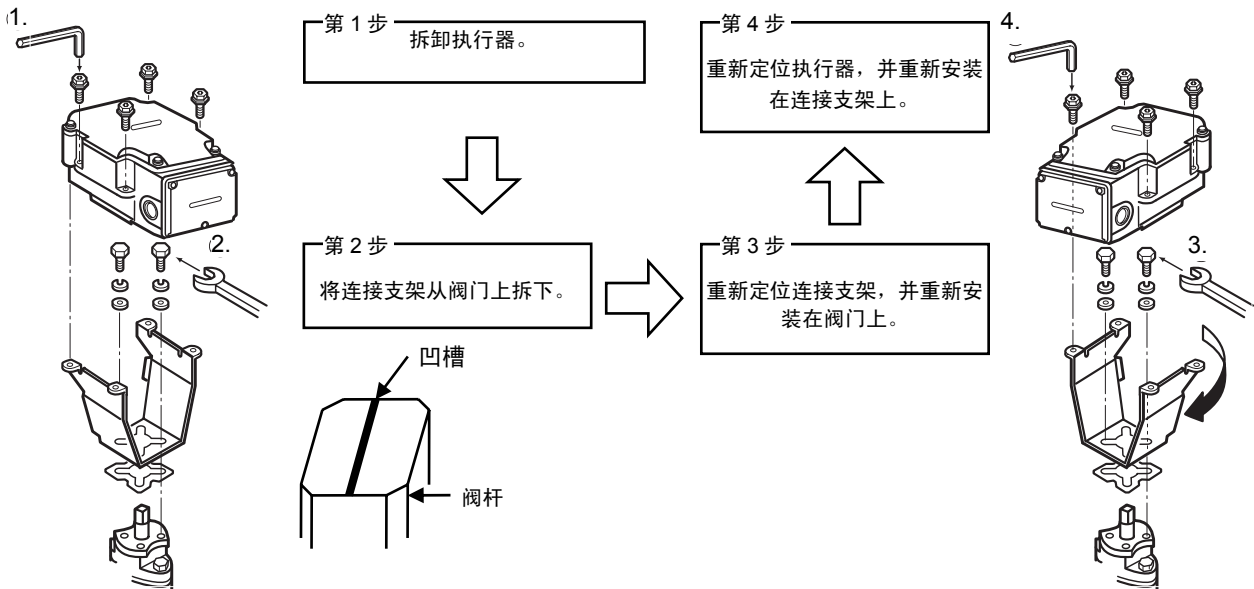 1.
第 1 步
拆卸执行器。
2.
第 2 步
将连接支架从阀门上拆下。
凹槽
阀杆
第 3 步
重新定位连接支架，并重新安
装在阀门上。
3.
第 4 步
重新定位执行器，并重新安装
在连接支架上。
4.